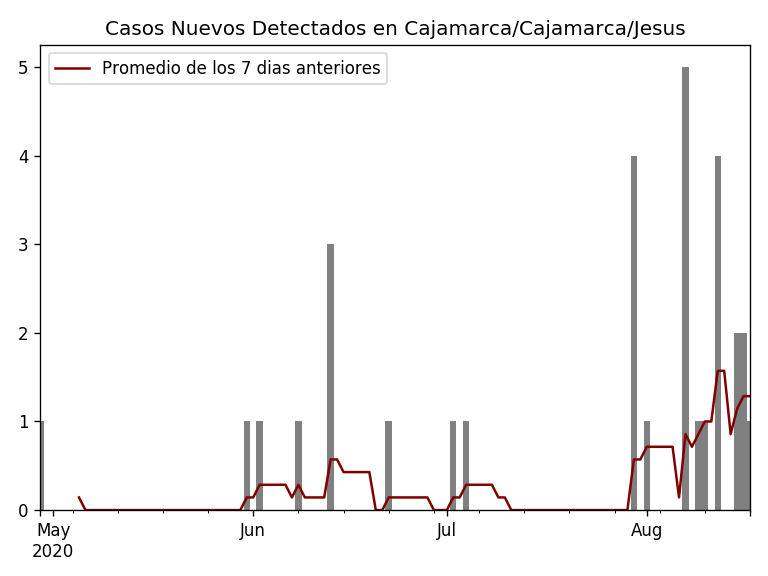 Casos Nuevos Detectados en Cajamarca/Cajamarca/Jesus
Promedio de los 7 dias anteriores
5
4
3
2
1
0
May Jun Jul Aug
2020